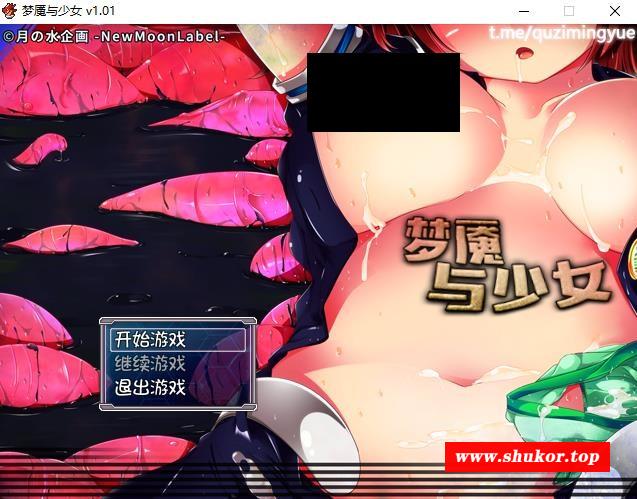 梦魇与少女 v1.01
©月の水企画 -NewMoonLabel-
t.me/quzimingyue
梦魇
与少女
开始游戏
继续游戏
退出游戏
www.shukor.top